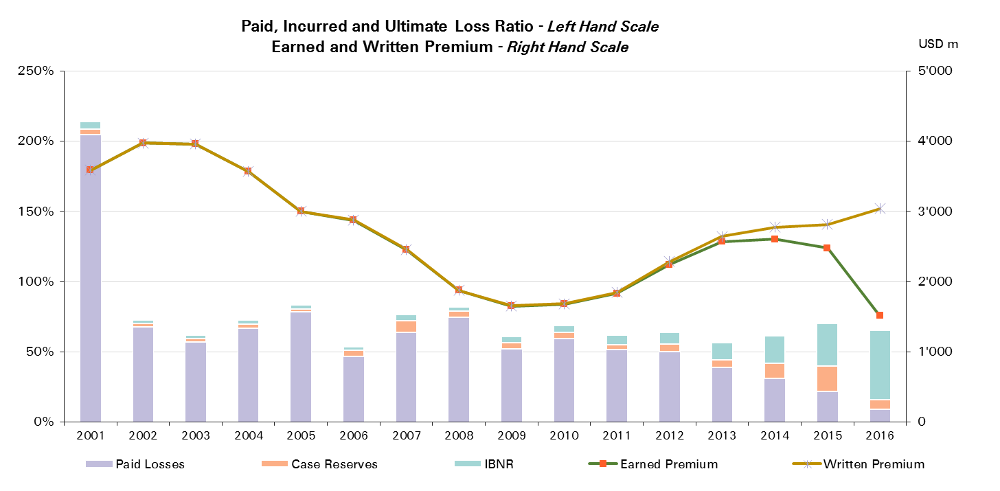 Paid, Incurred and Ultimate Loss Ratio - Left Hand Scale
Earned and Written Premium - Right Hand Scale
USD m
250%
200%
150%
100%
50%
0%
5'000
4'000
3'000
2'000
1'000
0
2001 2002 2003 2004 2005 2006 2007 2008 2009 2010 2011 2012 2013 2014 2015 2016
Paid Losses Case Reserves IBNR Earned Premium Written Premium